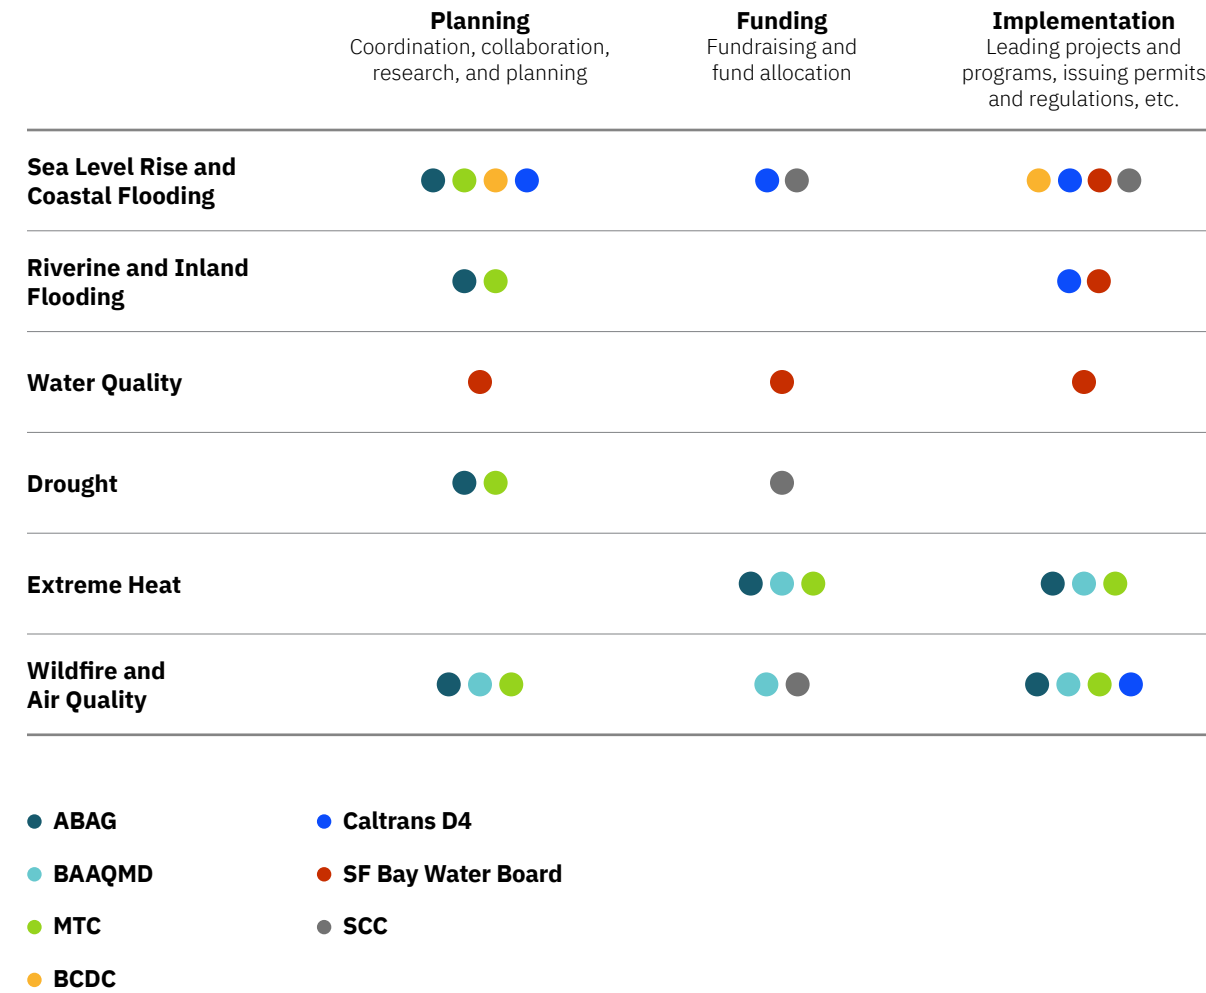 Planning
Coordination, collaboration,
research, and planning
Funding
Fundraising and
fund allocation
Implementation
Leading projects and
programs, issuing permits
and regulations, etc.
Sea Level Rise and
Coastal Flooding
Riverine and Inland
Flooding
Water Quality
Drought
Extreme Heat
Wildfire and
Air Quality
ABAG
BAAQMD
MTC
BCDC
Caltrans D4
SF Bay Water Board
SCC